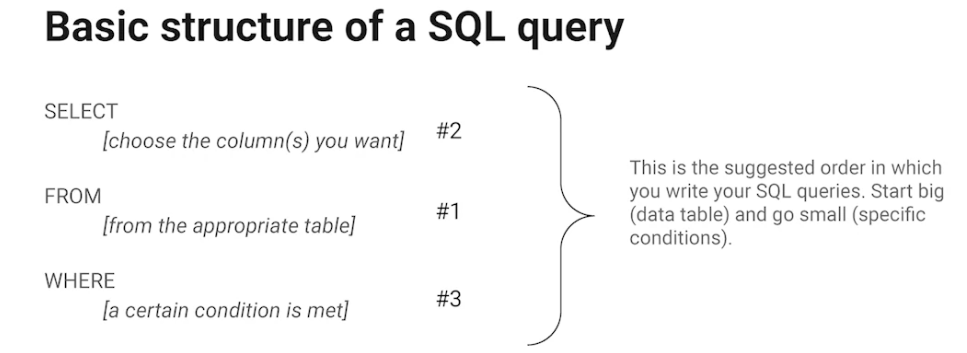 Basic structure of a SQL query
SELECT
[choose the column(s) you want] #2
FROM
[from the appropriate table] #1
WHERE
[a certain condition is met] #3
This is the suggested order in which
you write your SQL queries. Start big
(data table) and go small (specific
conditions).